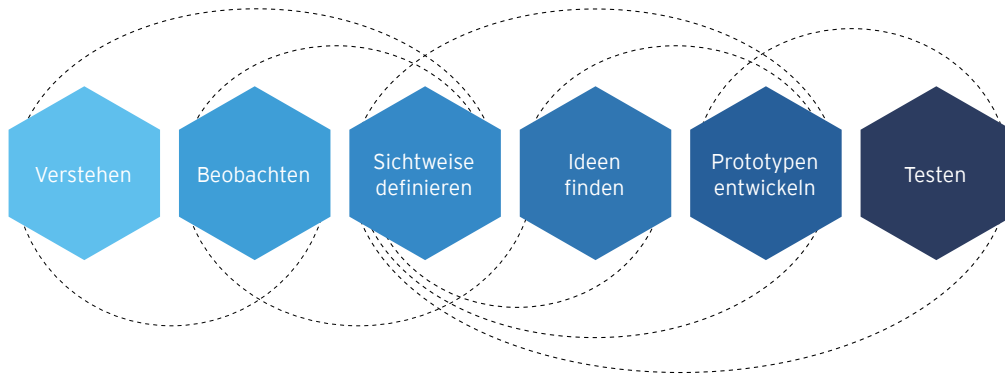 Verstehen
Beobachten
Sichtweise
definieren
Ideen
finden
Prototypen
entwickeln
Testen